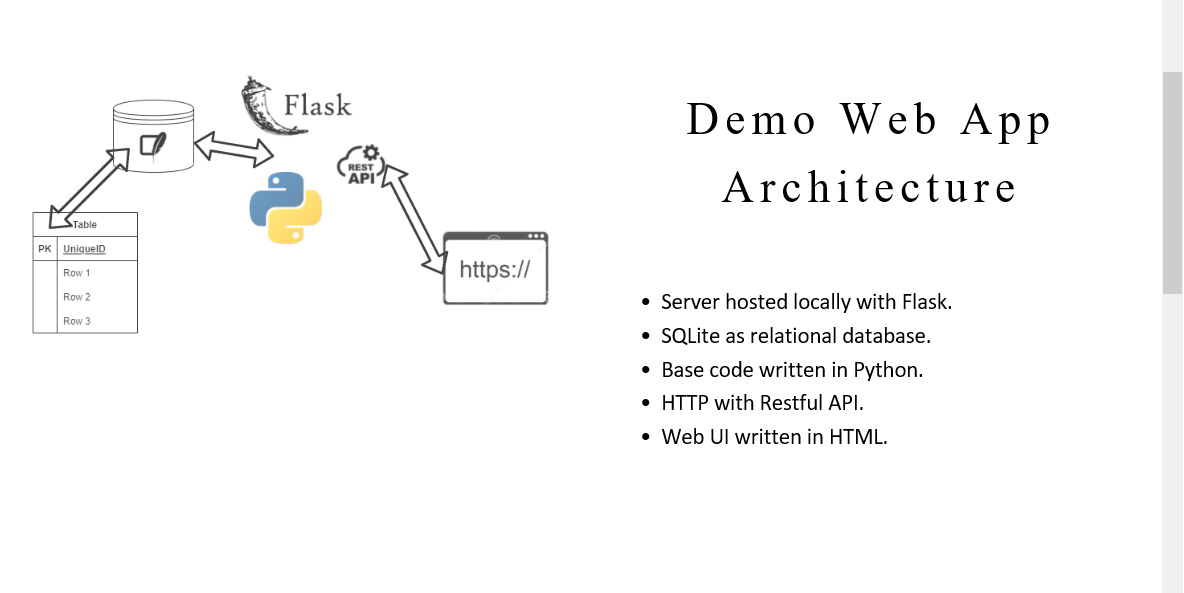 Demo Web App
Architecture
Flask
REST
API
Table
PK UniqueID
Row 1
Row 2
Row 3
https://
• Server hosted locally with Flask.
• SQLite as relational database.
• Base code written in Python.
• HTTP with Restful API.
• Web UI written in HTML.